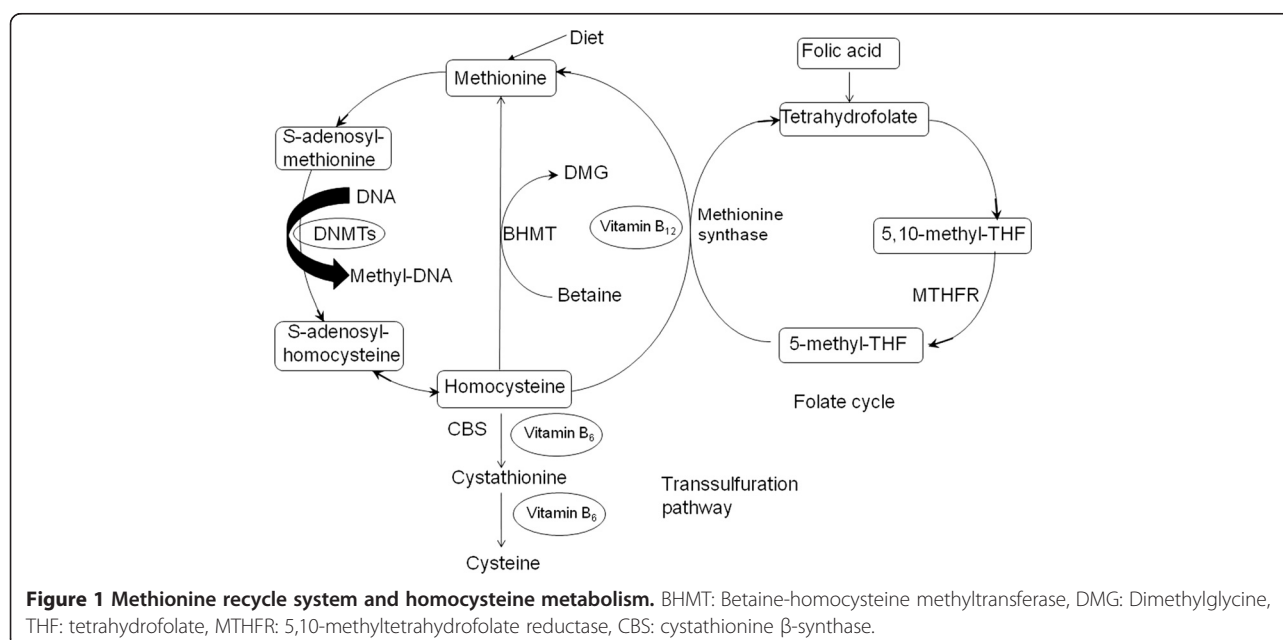 Diet
Methionine
Folic acid
Tetrahydrofolate
S-adenosyl-
methionine
DNA
DNMTs
Methyl-DNA
S-adenosyl-
homocysteine
DMG
BHMT
Betaine
Vitamin B₁₂
Methionine
synthase
5,10-methyl-THF
MTHFR
5-methyl-THF
Folate cycle
Homocysteine
CBS
Vitamin B₆
Cystathionine
Vitamin B₆
Cysteine
Transsulfuration
pathway
Figure 1 Methionine recycle system and homocysteine metabolism. BHMT: Betaine-homocysteine methyltransferase, DMG: Dimethylglycine,
THF: tetrahydrofolate, MTHFR: 5,10-methyltetrahydrofolate reductase, CBS: cystathionine β-synthase.